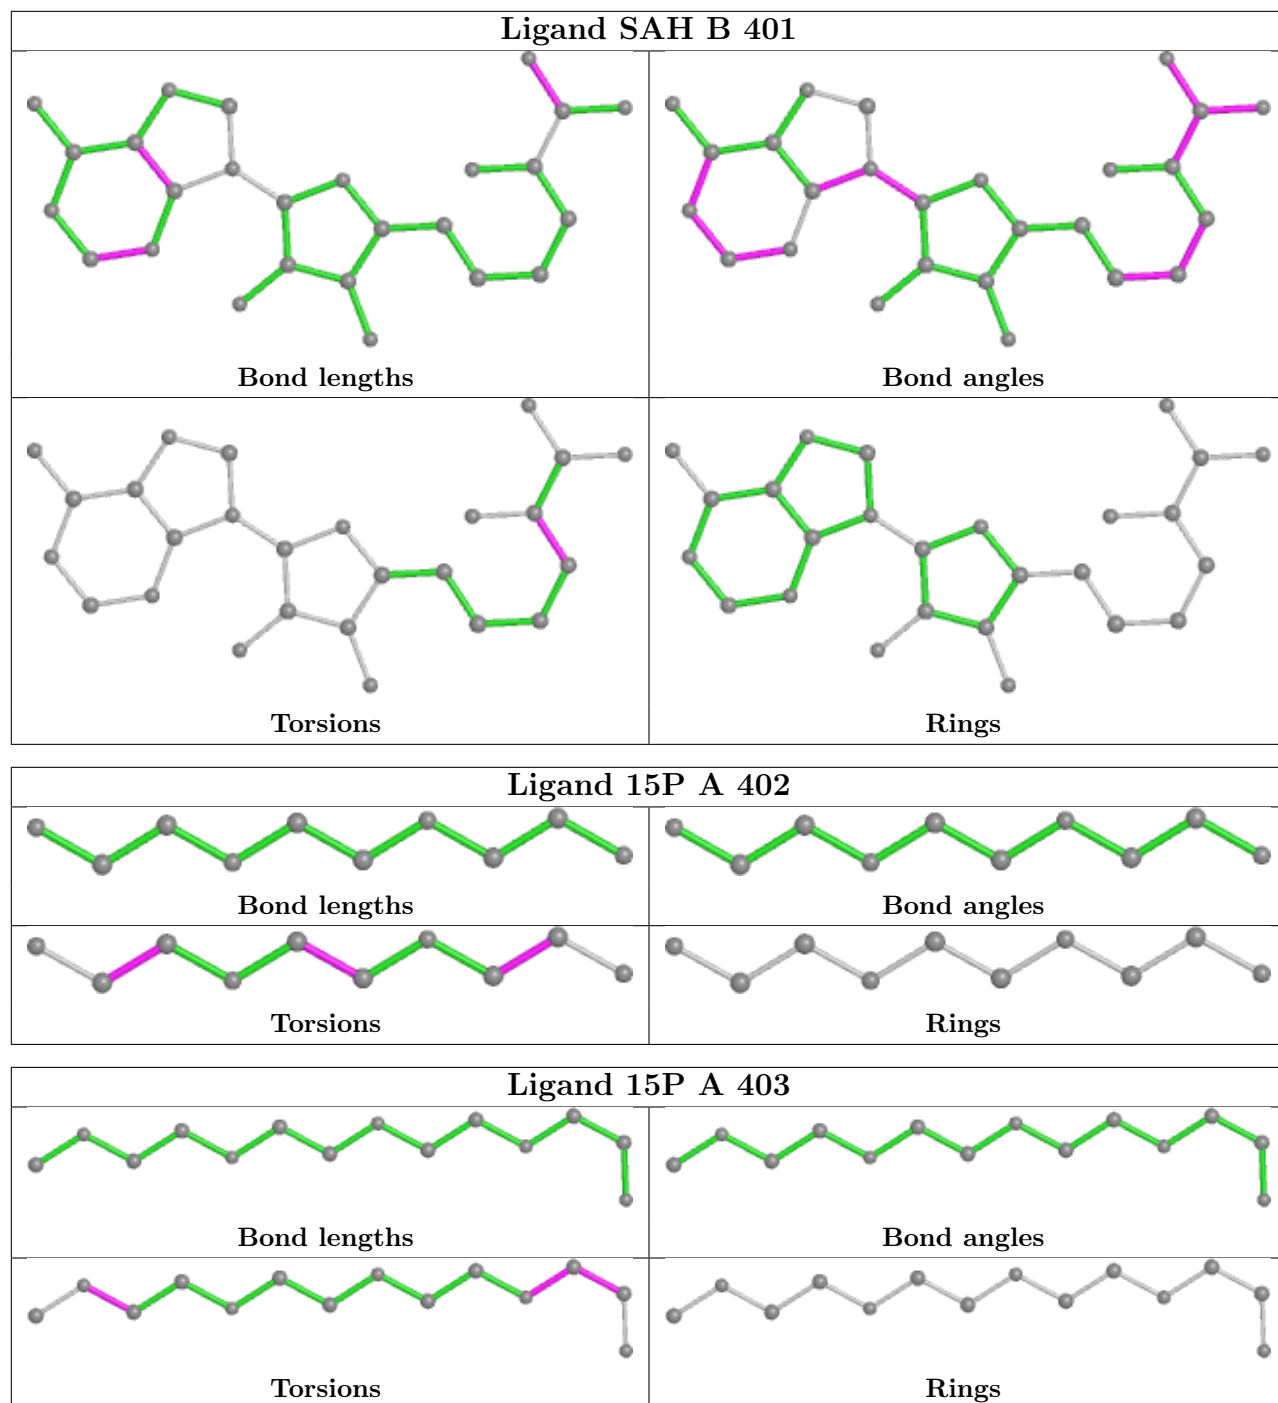 Ligand SAH B 401
Bond lengths
Bond angles
Torsions
Rings
Ligand 15P A 402
Bond lengths
Bond angles
Torsions
Rings
Ligand 15P A 403
Bond lengths
Bond angles
Torsions
Rings